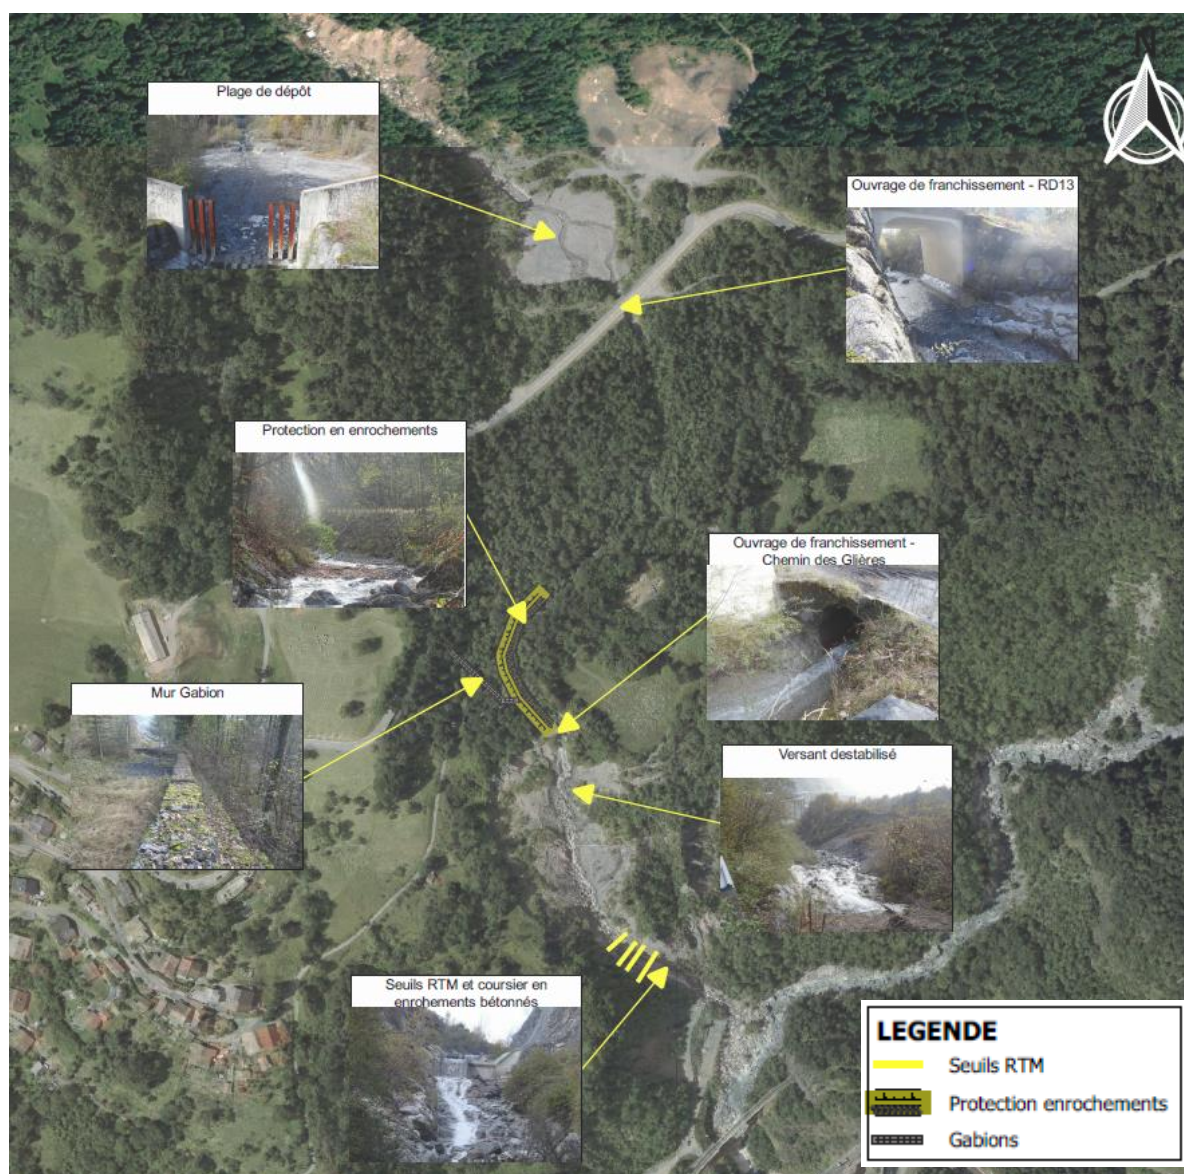 N
Plage de dépôt
Ouvrage de franchissement - RD13
Protection en enrochements
Ouvrage de franchissement -
Chemin des Glières
Mur Gabion
Versant destabilisé
Seuils RTM et coursier en
enrohements bétonnés
LEGENDE
Seuils RTM
Protection enrochements
Gabions